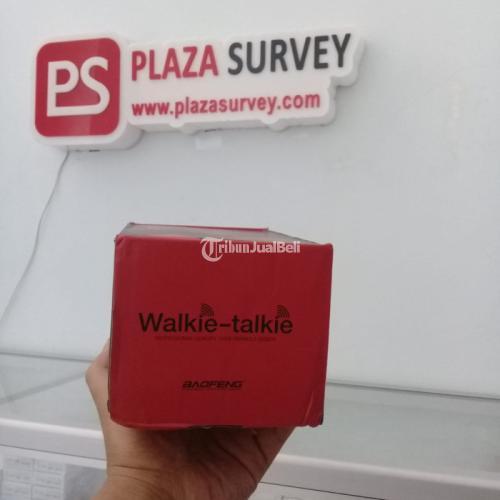 PS PLAZA SURVEY
www.plazasurvey.com
TribunJualBeli
Walkie-talkie
BAOFENG